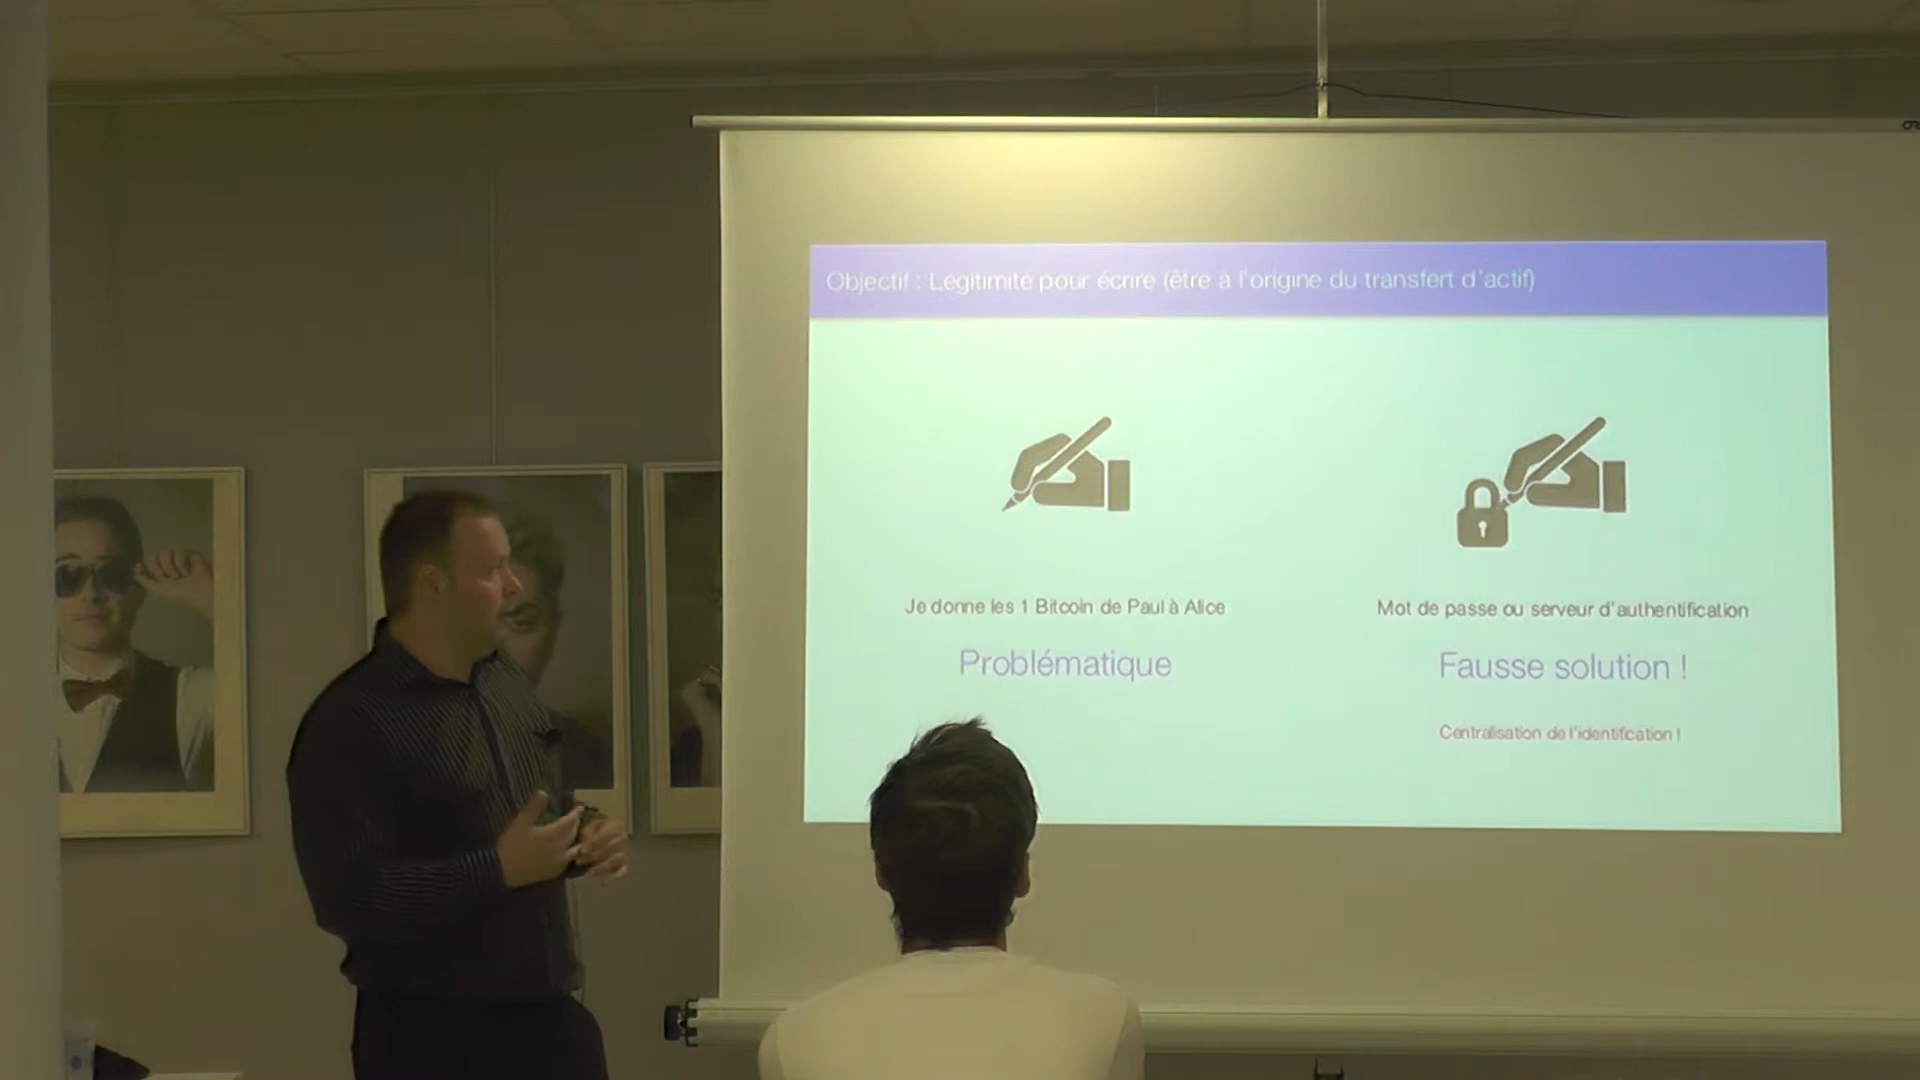 Objectif : Légitimité pour écrire (être à l'origine du transfert d'actif)
Je donne les 1 Bitcoin de Paul à Alice
Problématique
Mot de passe ou serveur d'authentification
Fausse solution !
Centralisation de l'identification !